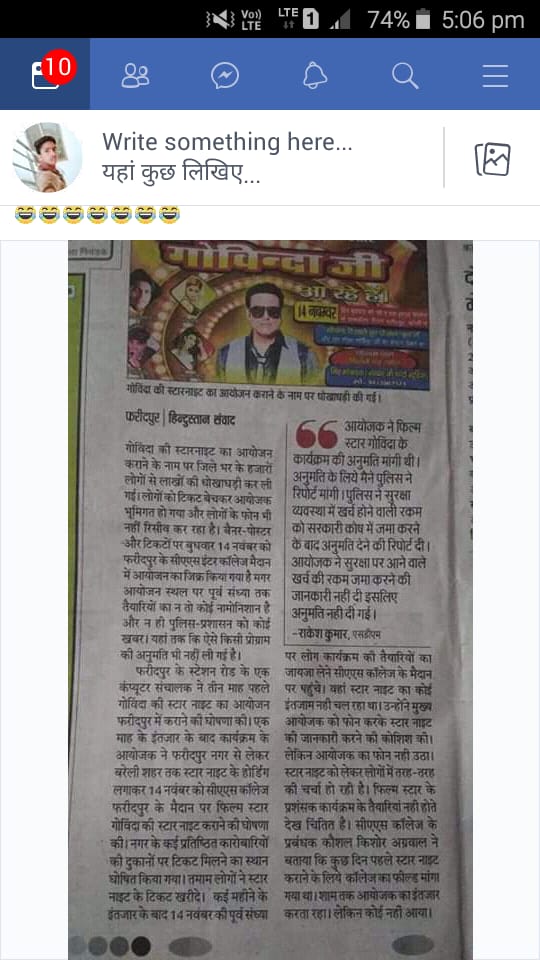 Vo))
LTE
LTE
1
74%
5:06 pm
10
Write something here...
यहां कुछ लिखिए...
गोविन्दा जी
आ रहे हैं
14 नवम्बर
गोविंदा की स्टारनाइट का आयोजन कराने के नाम पर धोखाधड़ी की गई।
फरीदपुर | हिन्दुस्तान संवाद
गोविंदा की स्टारनाइट का आयोजन
कराने के नाम पर जिले भर के हजारों
लोगों से लाखों की धोखाधड़ी कर ली
गई। लोगों को टिकट बेचकर आयोजक
भूमिगत हो गया और लोगों के फोन भी
नहीं रिसीव कर रहा है। बैनर-पोस्टर
और टिकटों पर बुधवार 14 नवंबर को
फरीदपुर के सीएएस इंटर कॉलेज मैदान
में आयोजन का जिक्र किया गया है मगर
आयोजन स्थल पर पूर्व संध्या तक
तैयारियों का न तो कोई नामोनिशान है
और न ही पुलिस-प्रशासन को कोई
खबर। यहां तक कि ऐसे किसी प्रोग्राम
की अनुमति भी नहीं ली गई है।
फरीदपुर के स्टेशन रोड के एक
कंप्यूटर संचालक ने तीन माह पहले
गोविंदा की स्टार नाइट का आयोजन
फरीदपुर में कराने की घोषणा की। एक
माह के इंतजार के बाद कार्यक्रम के
आयोजक ने फरीदपुर नगर से लेकर
बरेली शहर तक स्टार नाइट के होर्डिंग
लगाकर 14 नवंबर को सीएएस कॉलेज
फरीदपुर के मैदान पर फिल्म स्टार
गोविंदा की स्टार नाइट कराने की घोषणा
की। नगर के कई प्रतिष्ठित कारोबारियों
की दुकानों पर टिकट मिलने का स्थान
घोषित किया गया। तमाम लोगों ने स्टार
नाइट के टिकट खरीदे। कई महीने के
इंतजार के बाद 14 नवंबर की पूर्व संध्या
आयोजक ने फिल्म
स्टार गोविंदा के
कार्यक्रम की अनुमति मांगी थी।
अनुमति के लिये मैने पुलिस ने
रिपोर्ट मांगी। पुलिस ने सुरक्षा
व्यवस्था में खर्च होने वाली रकम
को सरकारी कोष में जमा करने
के बाद अनुमति देने की रिपोर्ट दी।
आयोजक ने सुरक्षा पर आने वाले
खर्च की रकम जमा करने की
जानकारी नही दी इसलिए
अनुमति नही दी गई।
-राकेश कुमार, एसडीएम
पर लोग कार्यक्रम की तैयारियों का
जायजा लेने सीएएस कॉलेज के मैदान
पर पहुंचे। वहां स्टार नाइट का कोई
इंतजाम नही चल रहा था। उन्होने मुख्य
आयोजक को फोन करके स्टार नाइट
की जानकारी करने की कोशिश की।
लेकिन आयोजक का फोन नही उठा।
स्टार नाइट को लेकर लोगों में तरह-तरह
की चर्चा हो रही है। फिल्म स्टार के
प्रशंसक कार्यक्रम के तैयारियां नही होते
देख चिंतित है। सीएएस कॉलेज के
प्रबंधक कौशल किशोर अग्रवाल ने
बताया कि कुछ दिन पहले स्टार नाइट
कराने के लिये कॉलेज का फील्ड मांगा
गया था। शाम तक आयोजक का इंतजार
करता रहा। लेकिन कोई नही आया।